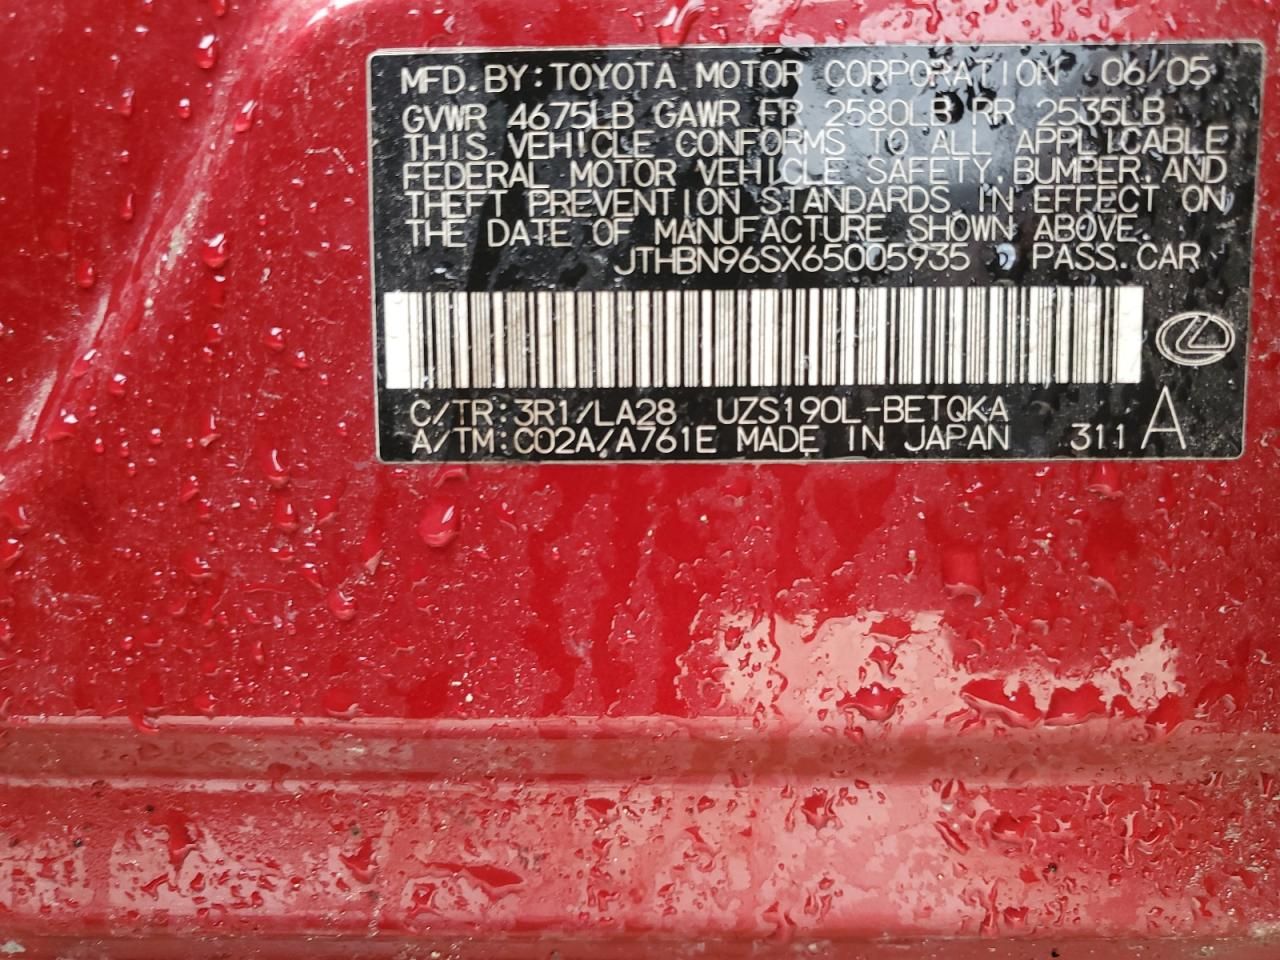 MFD. BY: TOYOTA MOTOR CORPORATION 06/05
GVWR 4675LB GAWR FR 2580LB RR 2535LB
THIS VEHICLE CONFORMS TO ALL APPLICABLE
FEDERAL MOTOR VEHICLE SAFETY, BUMPER, AND
THEFT PREVENTION STANDARDS IN EFFECT ON
THE DATE OF MANUFACTURE SHOWN ABOVE.
JTHBN96SX65005935 PASS. CAR
C/TR: 3R1/LA28 UZS190L-BETQKA
A/TM: C02A/A761E MADE IN JAPAN 311 A